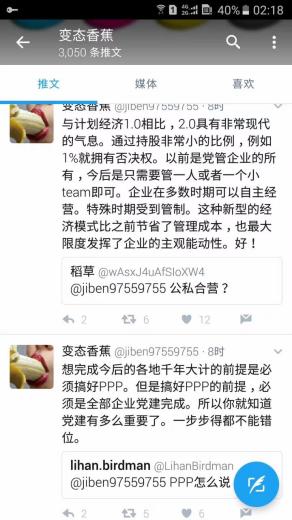 40% 02:18
变态香蕉
3,050 条推文
推文 媒体 喜欢
变态香蕉 @jiben97559755 · 8时
与计划经济1.0相比，2.0具有非常现代
的气息。通过持股非常小的比例，例如
1%就拥有否决权。以前是党管企业的所
有，今后是只需要管一人或者一个小
team即可。企业在多数时期可以自主经
营。特殊时期受到管制。这种新型的经
济模式比之前节省了管理成本，也最大
限度发挥了企业的主观能动性。好！
稻草 @wAsxJ4uAfSloXW4
@jiben97559755 公私合营？
2 6 12
变态香蕉 @jiben97559755 · 8时
想完成今后的各地千年大计的前提是必
须搞好PPP。但是搞好PPP的前提，必
须是全部企业党建完成。所以你就知道
党建有多么重要了。一步步得都不能错
位。
lihan.birdman @LihanBirdman
@jiben97559755 PPP怎么说
2 6 12